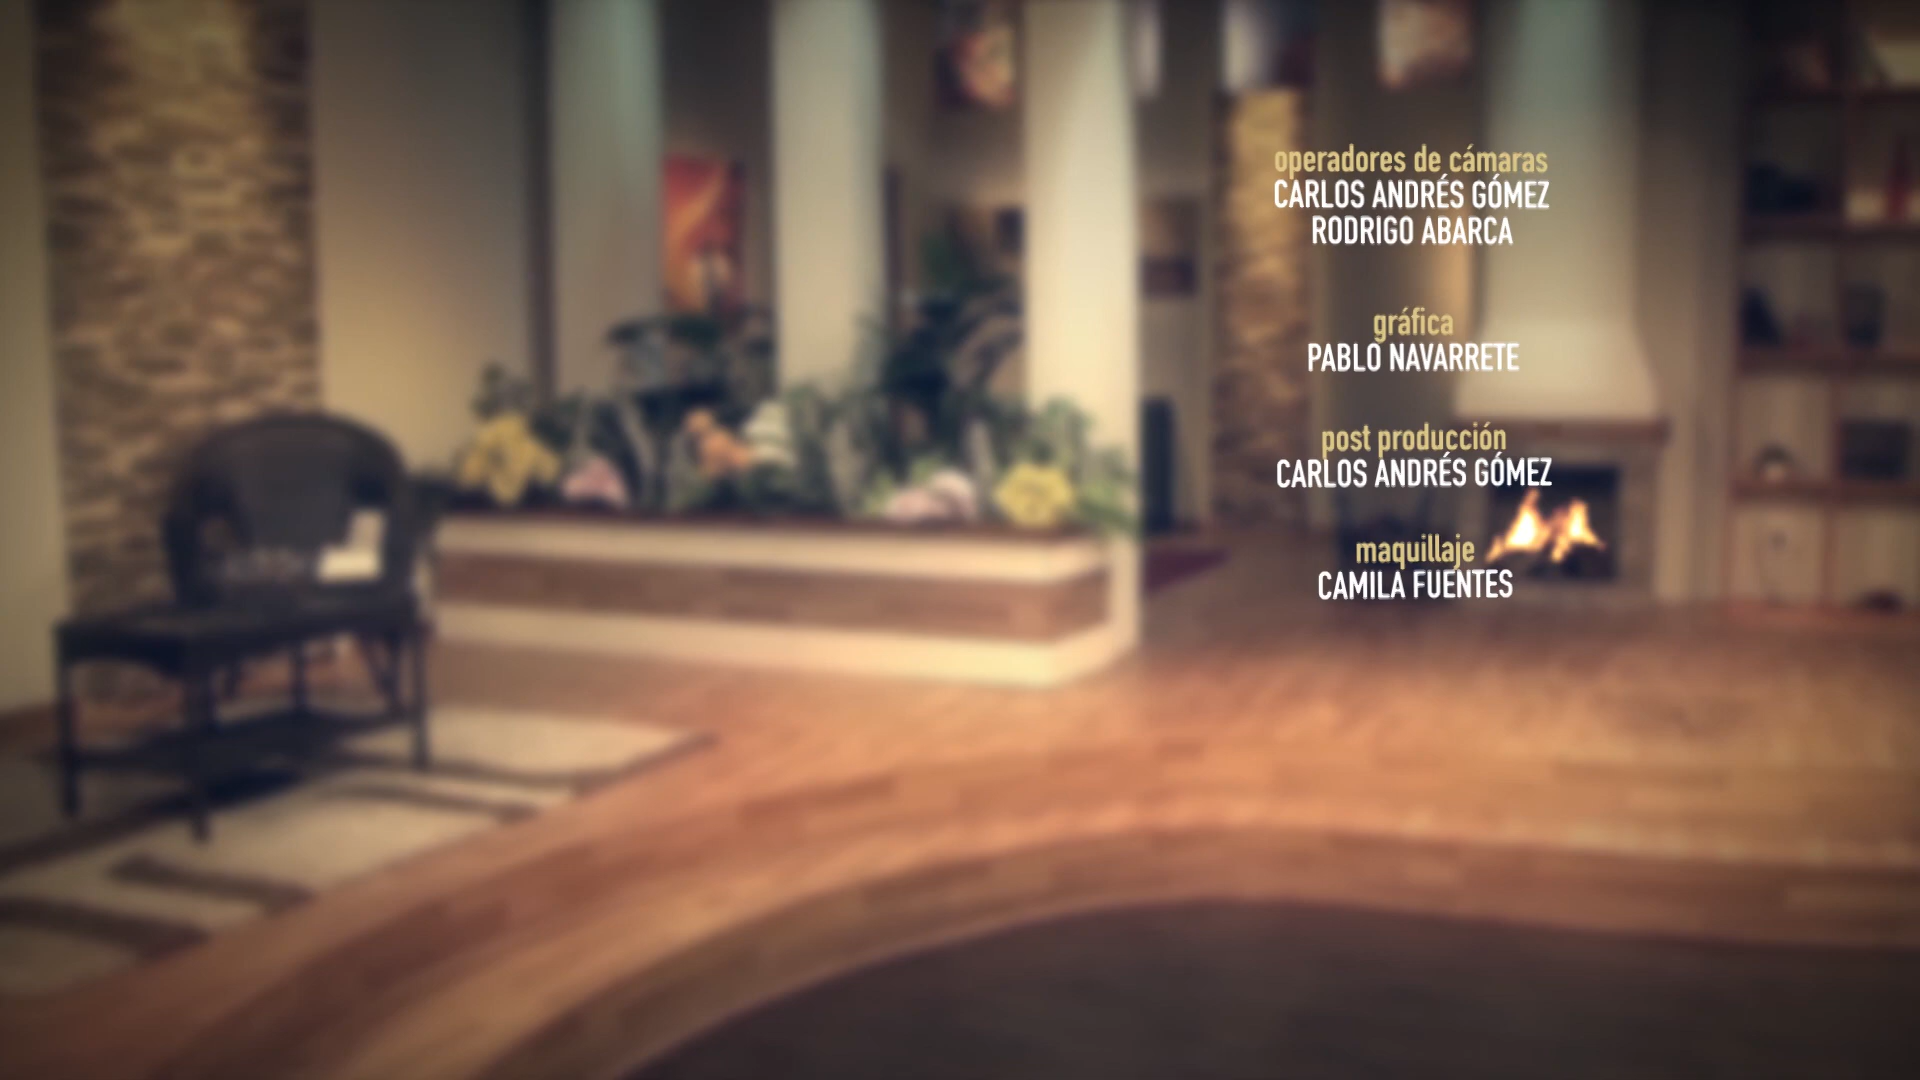 operadores de cámaras
CARLOS ANDRÉS GÓMEZ
RODRIGO ABARCA
gráfica
PABLO NAVARRETE
post producción
CARLOS ANDRÉS GÓMEZ
maquillaje
CAMILA FUENTES